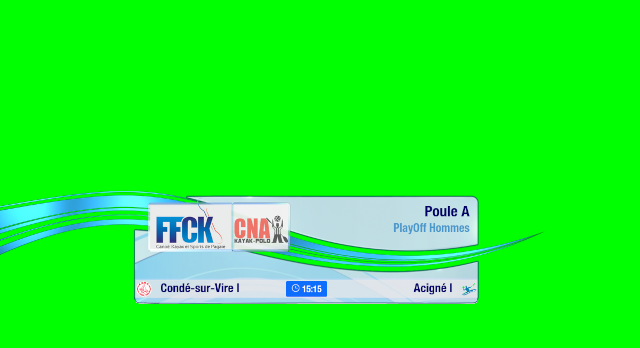 Poule A
PlayOff Hommes
FFCK
Canoë Kayak et Sports de Pagaie
CNA
KAYAK-POLO
Condé-sur-Vire I
15:15
Acigné I